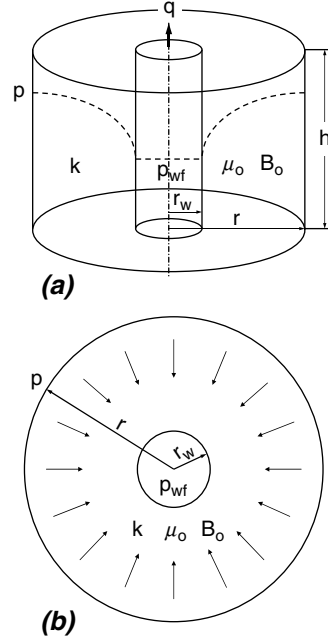 q
p
h
k
p_wf
μ_o B_o
r_w
r
(a)
p
r
r_w
p_wf
k μ_o B_o
(b)